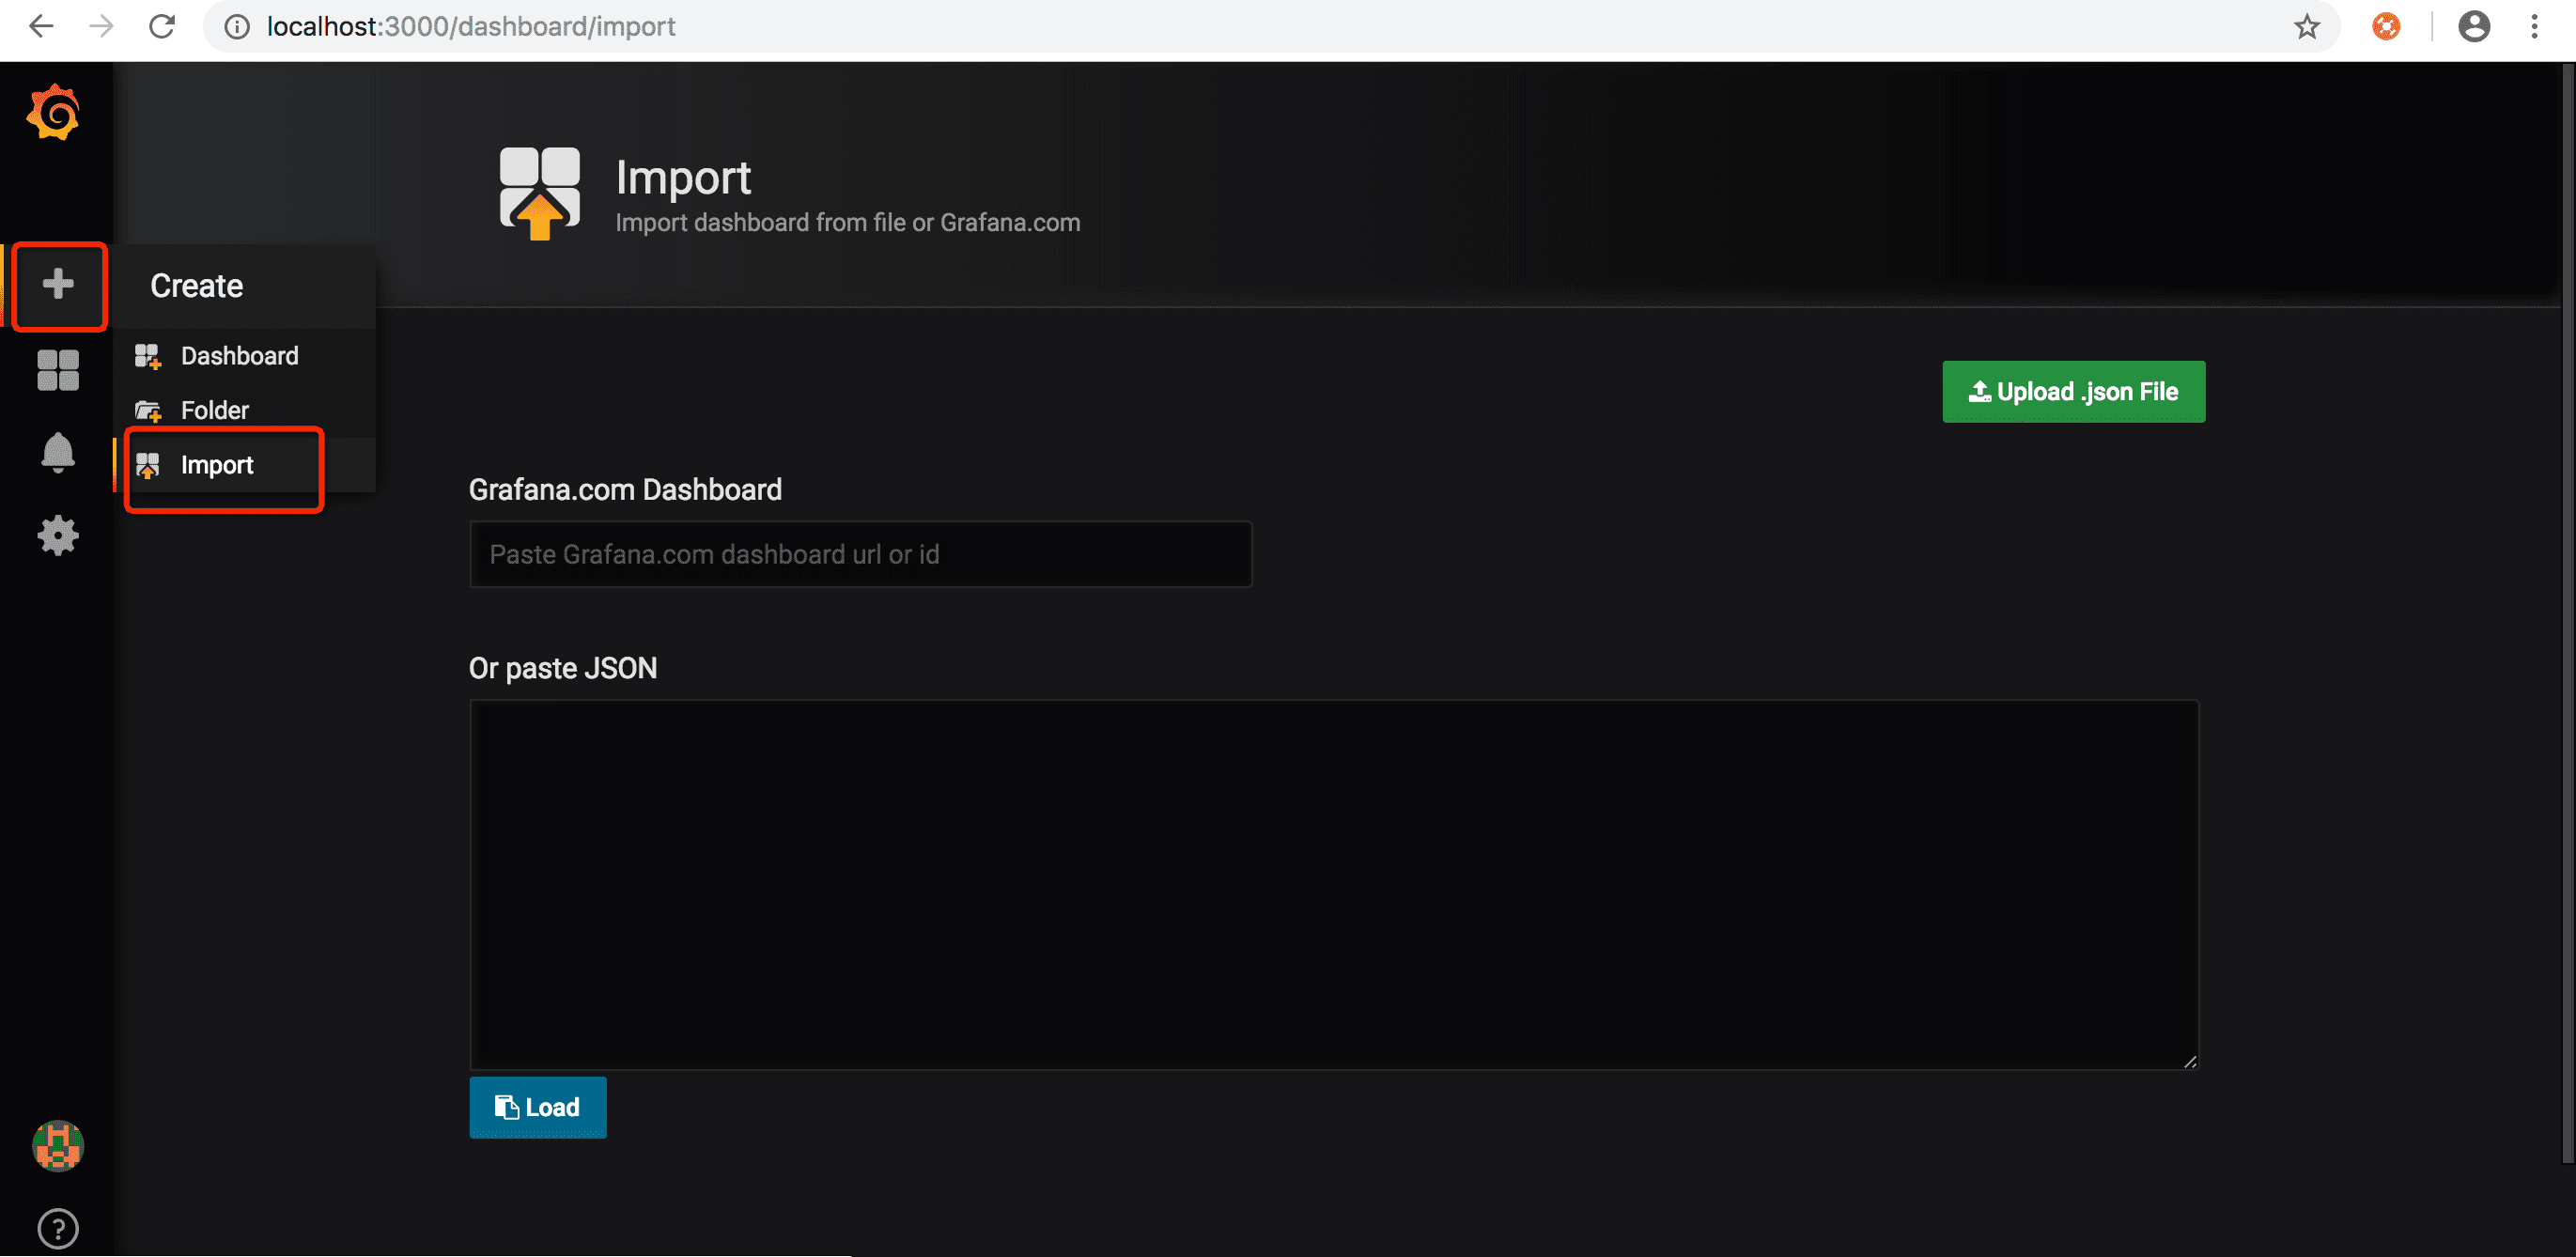 localhost:3000/dashboard/import
Import
Import dashboard from file or Grafana.com
Create
Dashboard
Folder
Import
Upload .json File
Grafana.com Dashboard
Paste Grafana.com dashboard url or id
Or paste JSON
Load